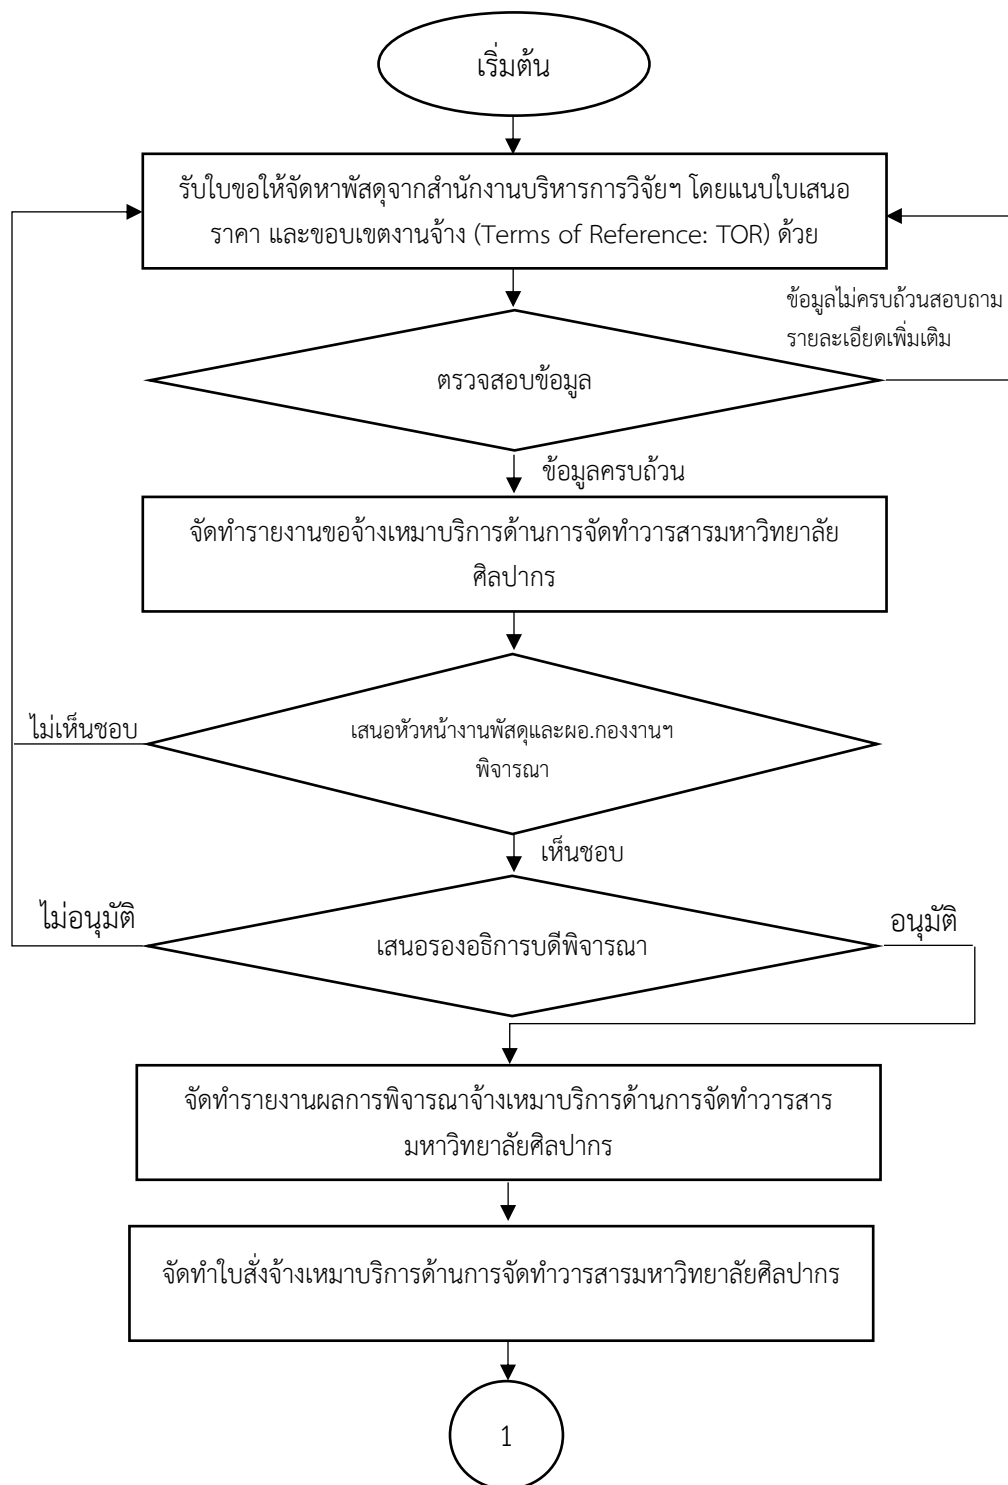 เริ่มต้น
รับใบขอให้จัดหาพัสดุจากสำนักงานบริหารการวิจัยฯ โดยแนบใบเสนอ
ราคา และขอบเขตงานจ้าง (Terms of Reference: TOR) ด้วย
ข้อมูลไม่ครบถ้วนสอบถาม
รายละเอียดเพิ่มเติม
ตรวจสอบข้อมูล
ข้อมูลครบถ้วน
จัดทำรายงานขอจ้างเหมาบริการด้านการจัดทำวารสารมหาวิทยาลัย
ศิลปากร
ไม่เห็นชอบ
เสนอหัวหน้างานพัสดุและผอ.กองงานฯ
พิจารณา
เห็นชอบ
ไม่อนุมัติ
เสนอรองอธิการบดีพิจารณา
อนุมัติ
จัดทำรายงานผลการพิจารณาจ้างเหมาบริการด้านการจัดทำวารสาร
มหาวิทยาลัยศิลปากร
จัดทำใบสั่งจ้างเหมาบริการด้านการจัดทำวารสารมหาวิทยาลัยศิลปากร
1